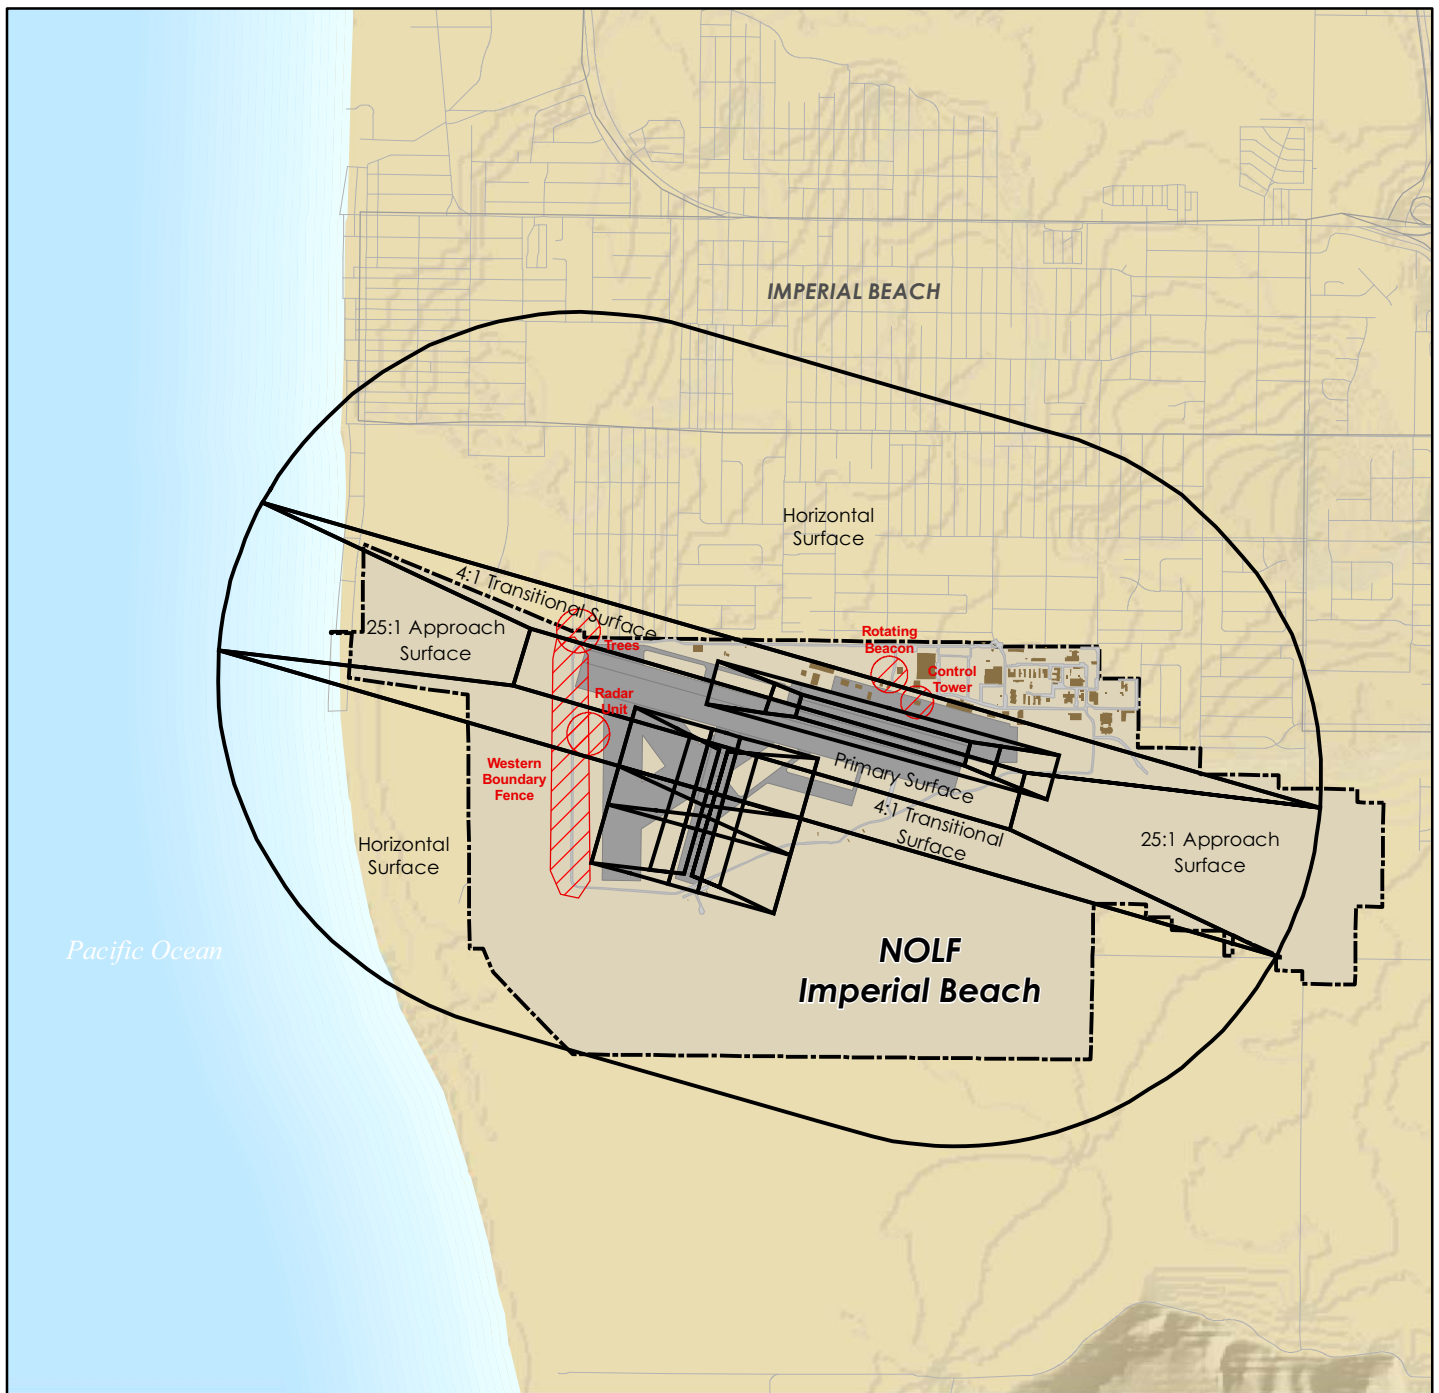 IMPERIAL BEACH
Horizontal
Surface
4:1 Transitional Surface
25:1 Approach
Surface
Trees
Rotating
Beacon
Control
Tower
Radar
Unit
Western
Boundary
Fence
Primary Surface
4:1 Transitional
Surface
25:1 Approach
Surface
Horizontal
Surface
Pacific Ocean
NOLF
Imperial Beach